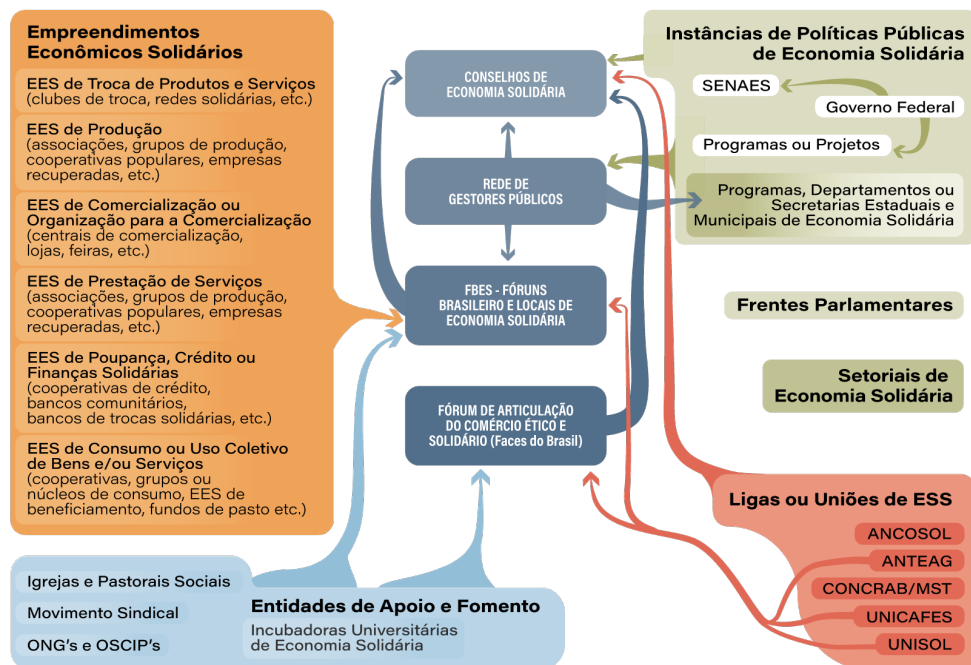 Empreendimentos
Econômicos Solidários
EES de Troca de Produtos e Serviços
(clubes de troca, redes solidárias, etc.)
EES de Produção
(associações, grupos de produção,
cooperativas populares, empresas
recuperadas, etc.)
EES de Comercialização ou
Organização para a Comercialização
(centrais de comercialização,
lojas, feiras, etc.)
EES de Prestação de Serviços
(associações, grupos de produção,
cooperativas populares, empresas
recuperadas, etc.)
EES de Poupança, Crédito ou
Finanças Solidárias
(cooperativas de crédito,
bancos comunitários,
bancos de trocas solidárias, etc.)
EES de Consumo ou Uso Coletivo
de Bens e/ou Serviços
(cooperativas, grupos ou
núcleos de consumo, EES de
beneficiamento, fundos de pasto etc.)
CONSELHOS DE
ECONOMIA SOLIDÁRIA
REDE DE
GESTORES PÚBLICOS
FBES - FÓRUNS
BRASILEIRO E LOCAIS DE
ECONOMIA SOLIDÁRIA
FÓRUM DE ARTICULAÇÃO
DO COMÉRCIO ÉTICO E
SOLIDÁRIO (Faces do Brasil)
Instâncias de Políticas Públicas
de Economia Solidária
SENAES
Governo Federal
Programas ou Projetos
Programas, Departamentos ou
Secretarias Estaduais e
Municipais de Economia Solidária
Frentes Parlamentares
Setoriais de
Economia Solidária
Ligas ou Uniões de ESS
ANCOSOL
ANTEAG
CONCRAB/MST
UNICAFES
UNISOL
Igrejas e Pastorais Sociais
Movimento Sindical
ONG's e OSCIP's
Entidades de Apoio e Fomento
Incubadoras Universitárias
de Economia Solidária